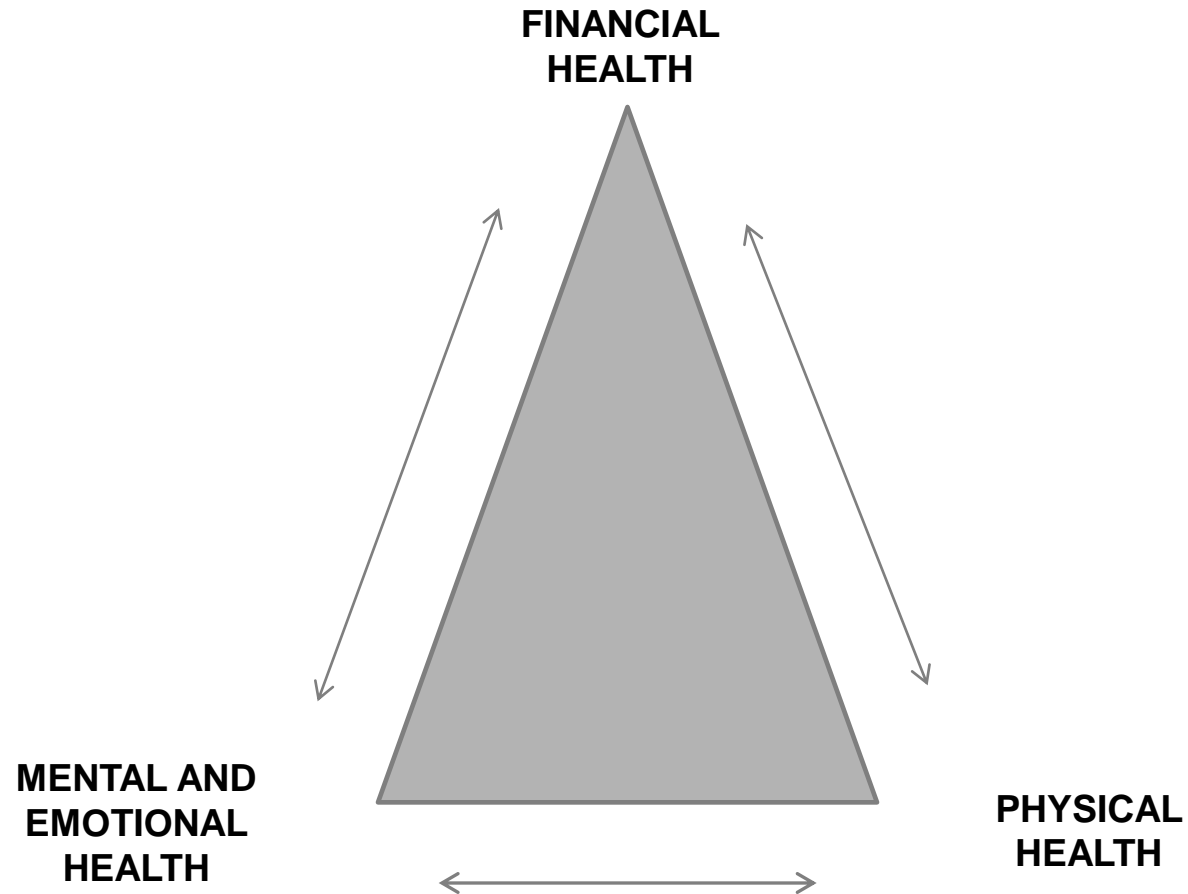 FINANCIAL
HEALTH
MENTAL AND
EMOTIONAL
HEALTH
PHYSICAL
HEALTH